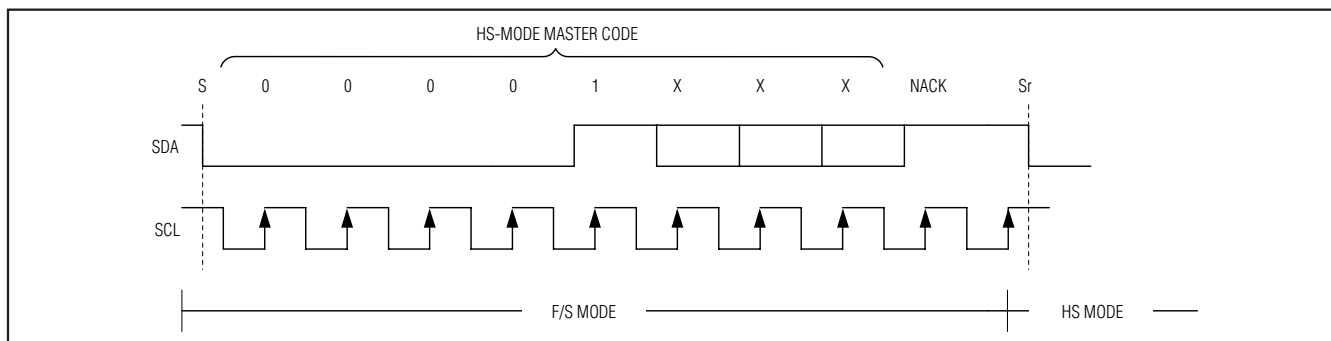 HS-MODE MASTER CODE
S 0 0 0 0 1 X X X NACK Sr
SDA
SCL
F/S MODE HS MODE